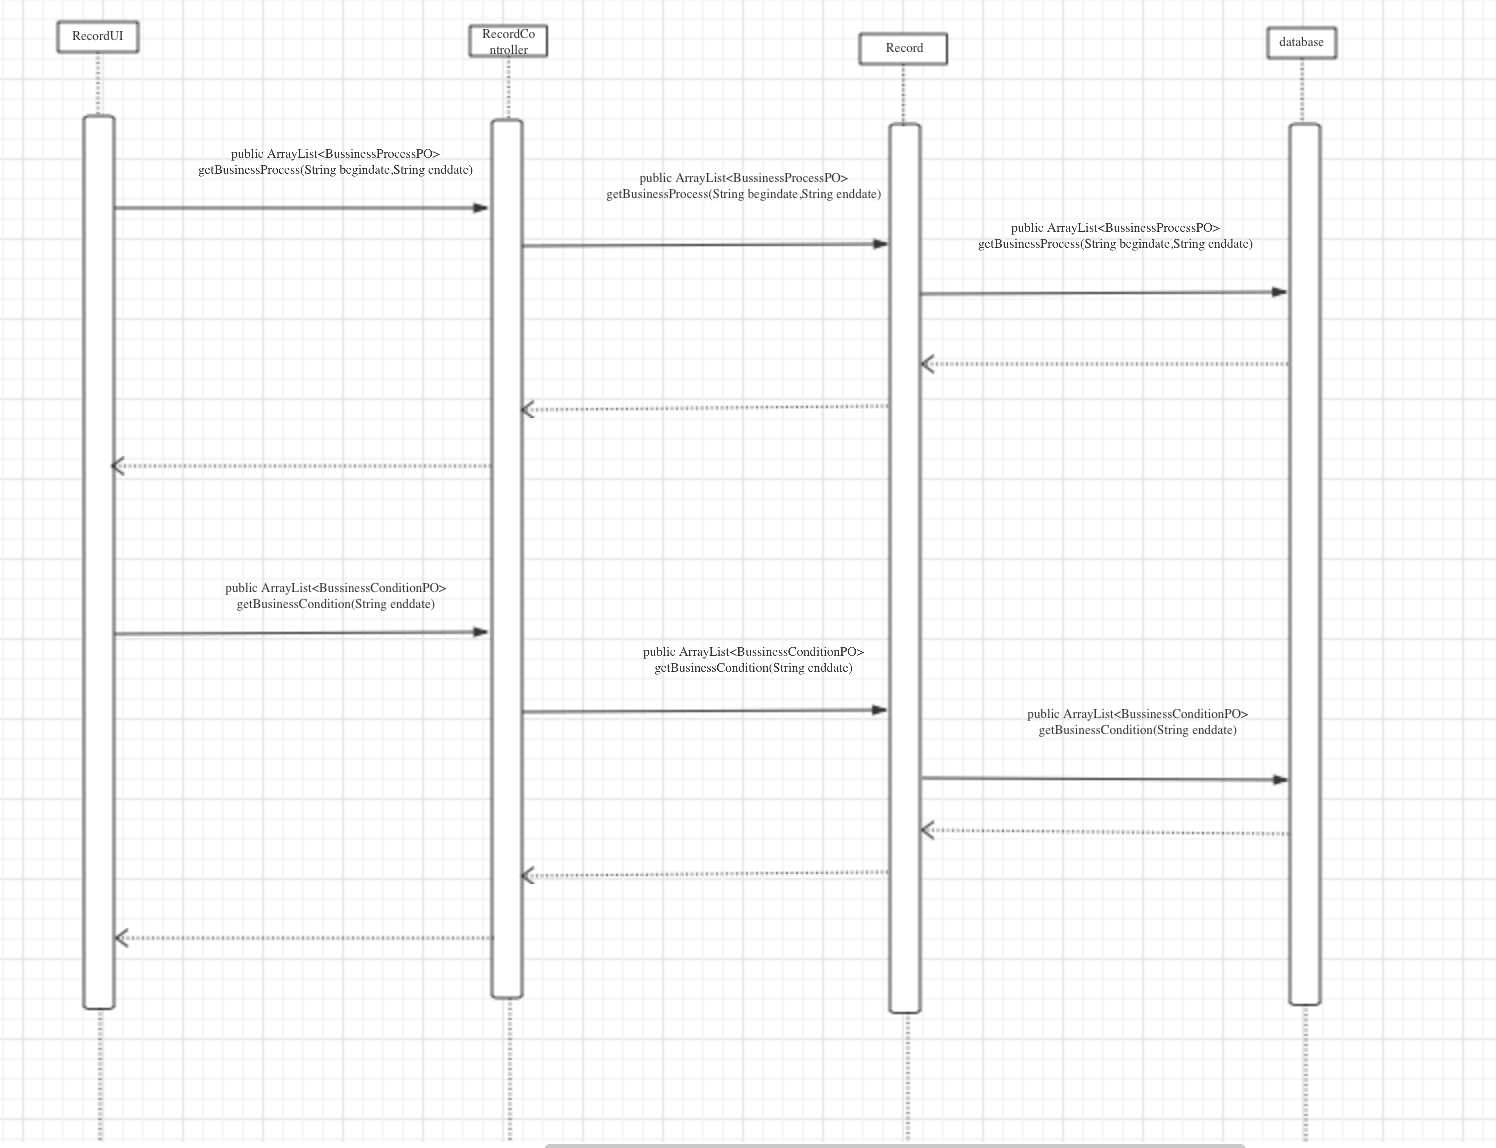 RecordUI
RecordCo
ntroller
Record
database
public ArrayList<BussinessProcessPO>
getBusinessProcess(String begindate,String enddate)
public ArrayList<BussinessProcessPO>
getBusinessProcess(String begindate,String enddate)
public ArrayList<BussinessProcessPO>
getBusinessProcess(String begindate,String enddate)
public ArrayList<BussinessConditionPO>
getBusinessCondition(String enddate)
public ArrayList<BussinessConditionPO>
getBusinessCondition(String enddate)
public ArrayList<BussinessConditionPO>
getBusinessCondition(String enddate)